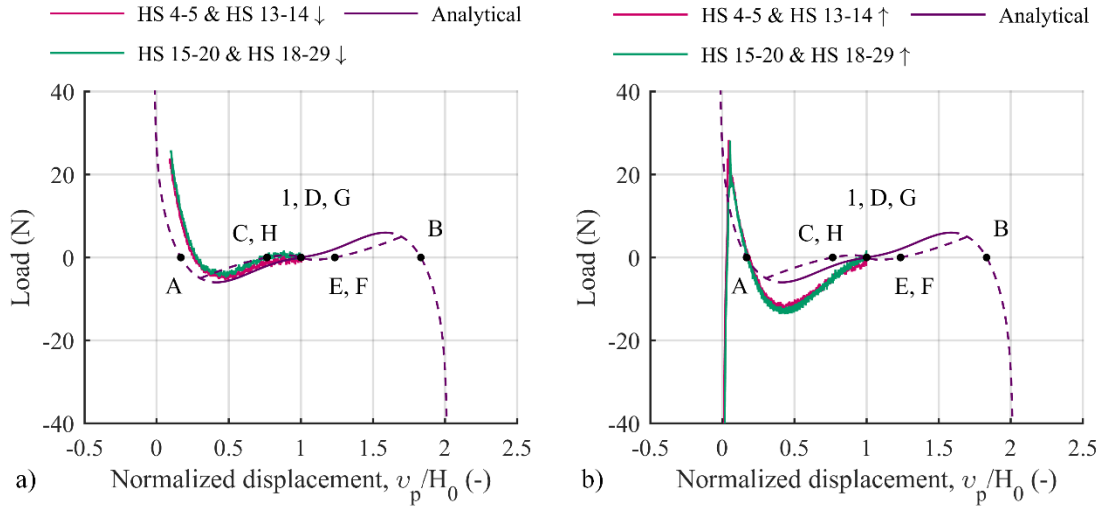 HS 4-5 & HS 13-14 ↓
Analytical
HS 15-20 & HS 18-29 ↓
40
20
0
-20
-40
Load (N)
1, D, G
C, H
B
A
E, F
-0.5 0 0.5 1 1.5 2 2.5
a) Normalized displacement, υp/H0 (-)
HS 4-5 & HS 13-14 ↑
Analytical
HS 15-20 & HS 18-29 ↑
40
20
0
-20
-40
Load (N)
1, D, G
C, H
B
A
E, F
-0.5 0 0.5 1 1.5 2 2.5
b) Normalized displacement, υp/H0 (-)